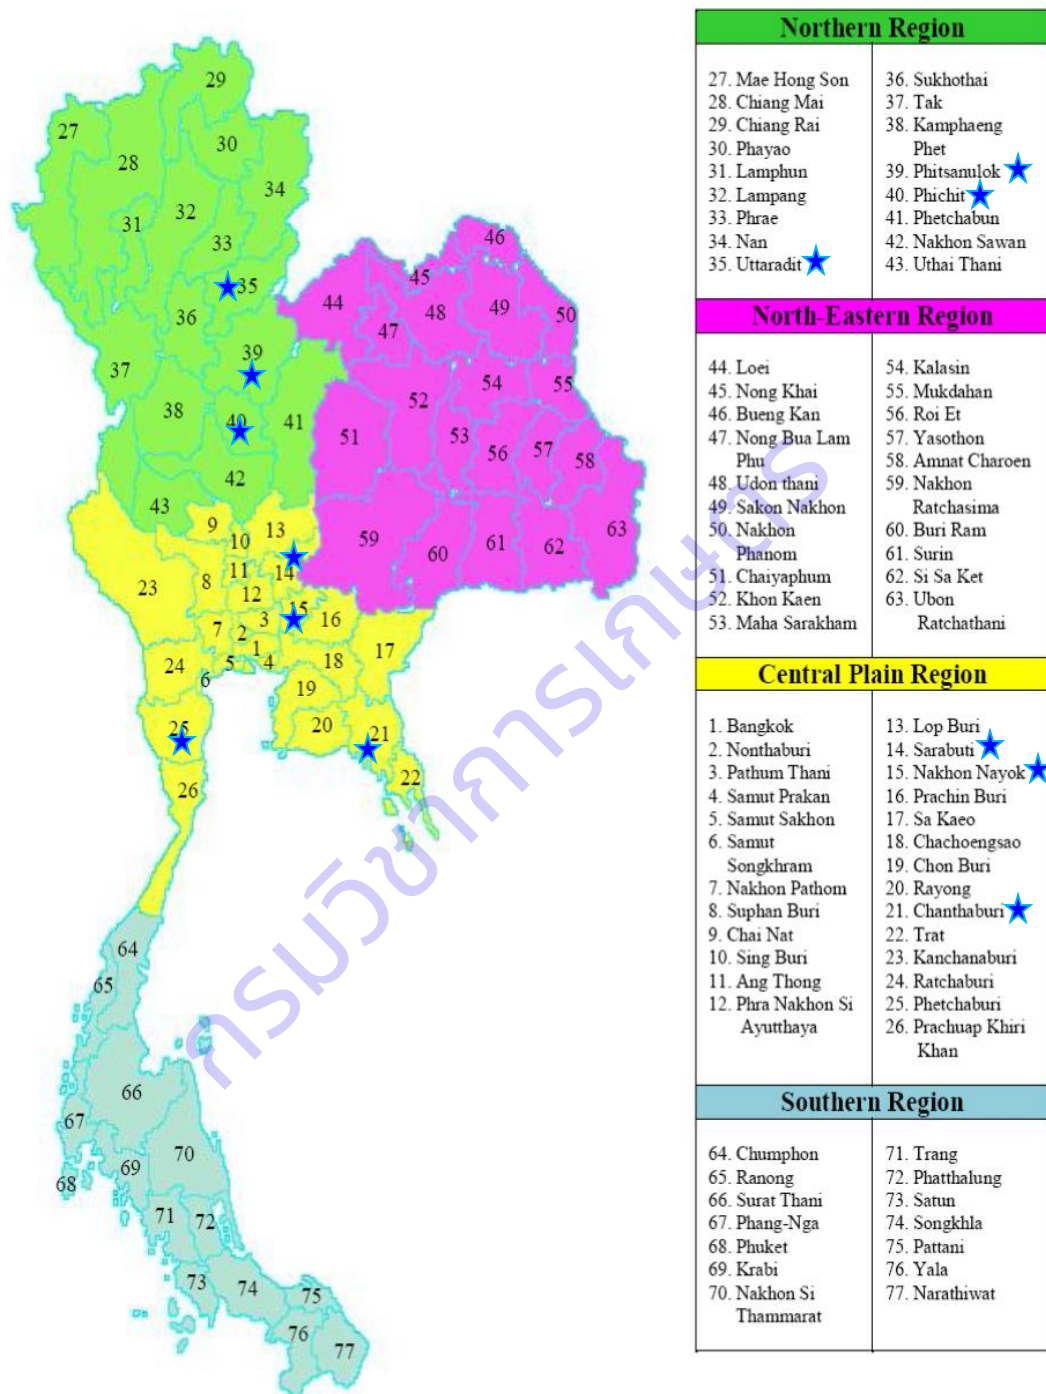 29
27
30
28
34
32
31
33
46
35
45
44
49
36
48
50
47
39
37
54
55
38
52
40
41
51
53
56
57
58
42
43
9
13
10
59
63
61
60
62
11
14
23
8
12
15
7
3
16
2
1
17
24
5
4
18
6
19
25
20
21
22
26
64
65
66
67
70
69
68
71
72
73
74
75
76
77
กรมวิชาการเกษตร
Northern Region
27. Mae Hong Son
28. Chiang Mai
29. Chiang Rai
30. Phayao
31. Lamphun
32. Lampang
33. Phrae
34. Nan
35. Uttaradit
36. Sukhothai
37. Tak
38. Kamphaeng
Phet
39. Phitsanulok
40. Phichit
41. Phetchabun
42. Nakhon Sawan
43. Uthai Thani
North-Eastern Region
44. Loei
45. Nong Khai
46. Bueng Kan
47. Nong Bua Lam
Phu
48. Udon thani
49. Sakon Nakhon
50. Nakhon
Phanom
51. Chaiyaphum
52. Khon Kaen
53. Maha Sarakham
54. Kalasin
55. Mukdahan
56. Roi Et
57. Yasothon
58. Amnat Charoen
59. Nakhon
Ratchasima
60. Buri Ram
61. Surin
62. Si Sa Ket
63. Ubon
Ratchathani
Central Plain Region
1. Bangkok
2. Nonthaburi
3. Pathum Thani
4. Samut Prakan
5. Samut Sakhon
6. Samut
Songkhram
7. Nakhon Pathom
8. Suphan Buri
9. Chai Nat
10. Sing Buri
11. Ang Thong
12. Phra Nakhon Si
Ayutthaya
13. Lop Buri
14. Sarabuti
15. Nakhon Nayok
16. Prachin Buri
17. Sa Kaeo
18. Chachoengsao
19. Chon Buri
20. Rayong
21. Chanthaburi
22. Trat
23. Kanchanaburi
24. Ratchaburi
25. Phetchaburi
26. Prachuap Khiri
Khan
Southern Region
64. Chumphon
65. Ranong
66. Surat Thani
67. Phang-Nga
68. Phuket
69. Krabi
70. Nakhon Si
Thammarat
71. Trang
72. Phatthalung
73. Satun
74. Songkhla
75. Pattani
76. Yala
77. Narathiwat